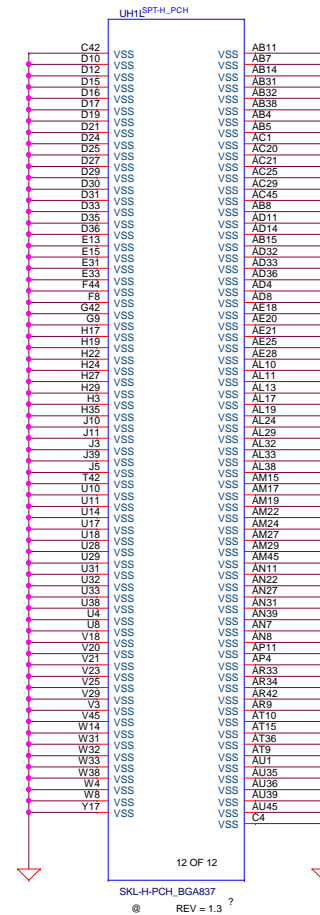 UH1L SPT-H_PCH
C42 VSS VSS AB11
D10 VSS VSS AB7
D12 VSS VSS AB14
D15 VSS VSS AB31
D16 VSS VSS AB32
D17 VSS VSS AB38
D19 VSS VSS AB4
D21 VSS VSS AB5
D24 VSS VSS AC1
D25 VSS VSS AC20
D27 VSS VSS AC21
D29 VSS VSS AC25
D30 VSS VSS AC29
D31 VSS VSS AC45
D33 VSS VSS AB8
D35 VSS VSS AD11
D36 VSS VSS AD14
E13 VSS VSS AB15
E15 VSS VSS AD32
E31 VSS VSS AD33
E33 VSS VSS AD36
F44 VSS VSS AD4
F8 VSS VSS AD8
G42 VSS VSS AE18
G9 VSS VSS AE20
H17 VSS VSS AE21
H19 VSS VSS AE25
H22 VSS VSS AE28
H24 VSS VSS AL10
H27 VSS VSS AL11
H29 VSS VSS AL13
H3 VSS VSS AL17
H35 VSS VSS AL19
J10 VSS VSS AL24
J11 VSS VSS AL29
J3 VSS VSS AL32
J39 VSS VSS AL33
J5 VSS VSS AL38
T42 VSS VSS AM15
U10 VSS VSS AM17
U11 VSS VSS AM19
U14 VSS VSS AM22
U17 VSS VSS AM24
U18 VSS VSS AM27
U28 VSS VSS AM29
U29 VSS VSS AM45
U31 VSS VSS AN11
U32 VSS VSS AN22
U33 VSS VSS AN27
U38 VSS VSS AN31
U4 VSS VSS AN39
U8 VSS VSS AN7
V18 VSS VSS AN8
V20 VSS VSS AP11
V21 VSS VSS AP4
V23 VSS VSS AR33
V25 VSS VSS AR34
V29 VSS VSS AR42
V3 VSS VSS AR9
V45 VSS VSS AT10
W14 VSS VSS AT15
W31 VSS VSS AT36
W32 VSS VSS AT9
W33 VSS VSS AU1
W38 VSS VSS AU35
W4 VSS VSS AU36
W8 VSS VSS AU39
Y17 VSS VSS AU45
VSS C4
12 OF 12
SKL-H-PCH_BGA837
@ REV = 1.3 ?